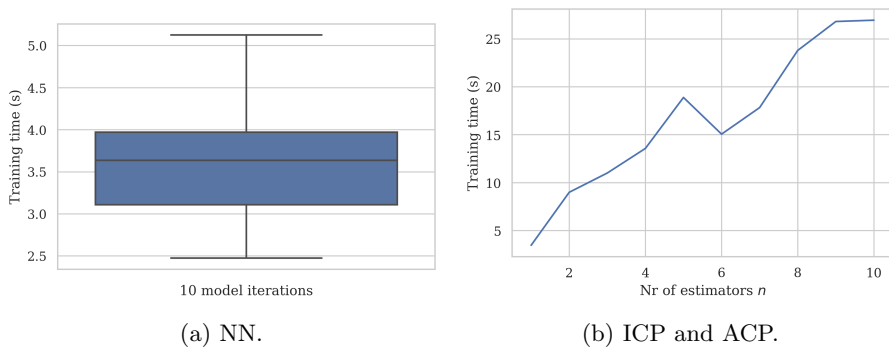 Training time (s)
5.0
4.5
4.0
3.5
3.0
2.5
10 model iterations
(a) NN.
Training time (s)
25
20
15
10
5
2 4 6 8 10
Nr of estimators n
(b) ICP and ACP.